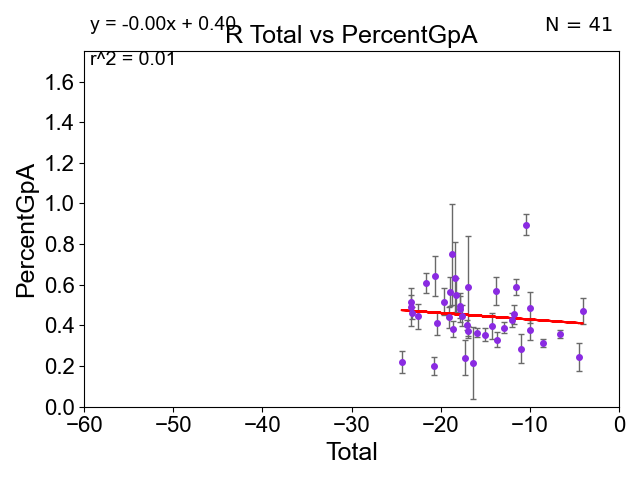 y = -0.00x + 0.40
N = 41
R Total vs PercentGpA
r^2 = 0.01
PercentGpA
1.6
1.4
1.2
1.0
0.8
0.6
0.4
0.2
0.0
−60 −50 −40 −30 −20 −10 0
Total